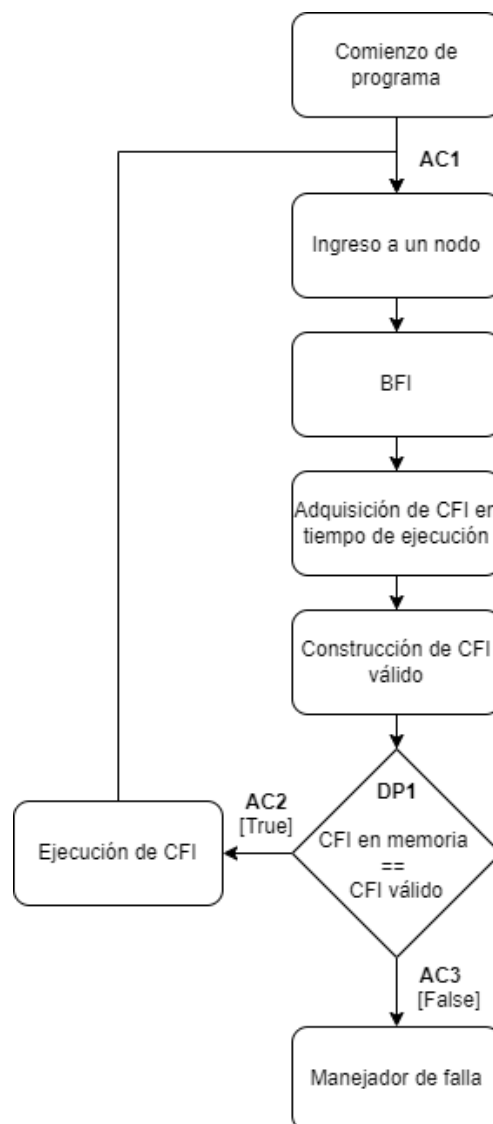 Comienzo de
programa
AC1
Ingreso a un nodo
BFI
Adquisición de CFI en
tiempo de ejecución
Construcción de CFI
válido
DP1
CFI en memoria
==
CFI válido
AC2
[True]
Ejecución de CFI
AC3
[False]
Manejador de falla